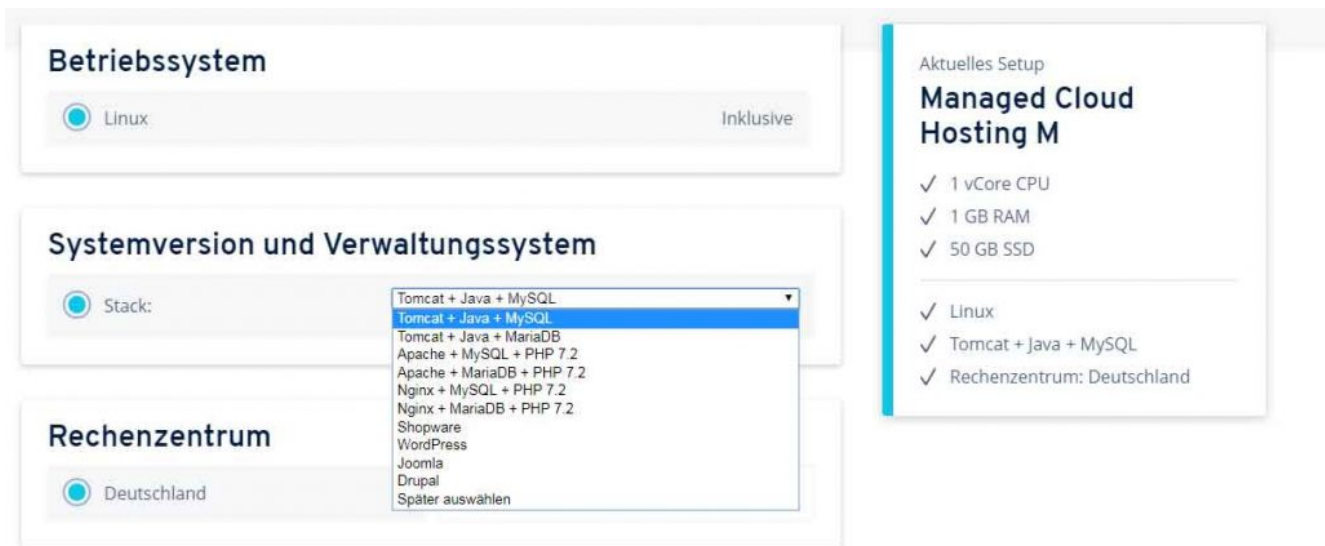 Betriebssystem
Linux
Inklusive
Systemversion und Verwaltungssystem
Stack:
Tomcat + Java + MySQL
Tomcat + Java + MySQL
Tomcat + Java + MariaDB
Apache + MySQL + PHP 7.2
Apache + MariaDB + PHP 7.2
Nginx + MySQL + PHP 7.2
Nginx + MariaDB + PHP 7.2
Shopware
WordPress
Joomla
Drupal
Später auswählen
Rechenzentrum
Deutschland
Aktuelles Setup
Managed Cloud
Hosting M
1 vCore CPU
1 GB RAM
50 GB SSD
Linux
Tomcat + Java + MySQL
Rechenzentrum: Deutschland